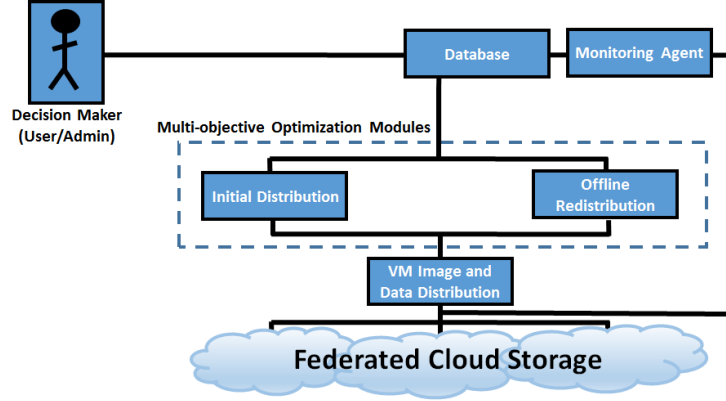 Database
Monitoring Agent
Decision Maker
(User/Admin)
Multi-objective Optimization Modules
Initial Distribution
Offline
Redistribution
VM Image and
Data Distribution
Federated Cloud Storage